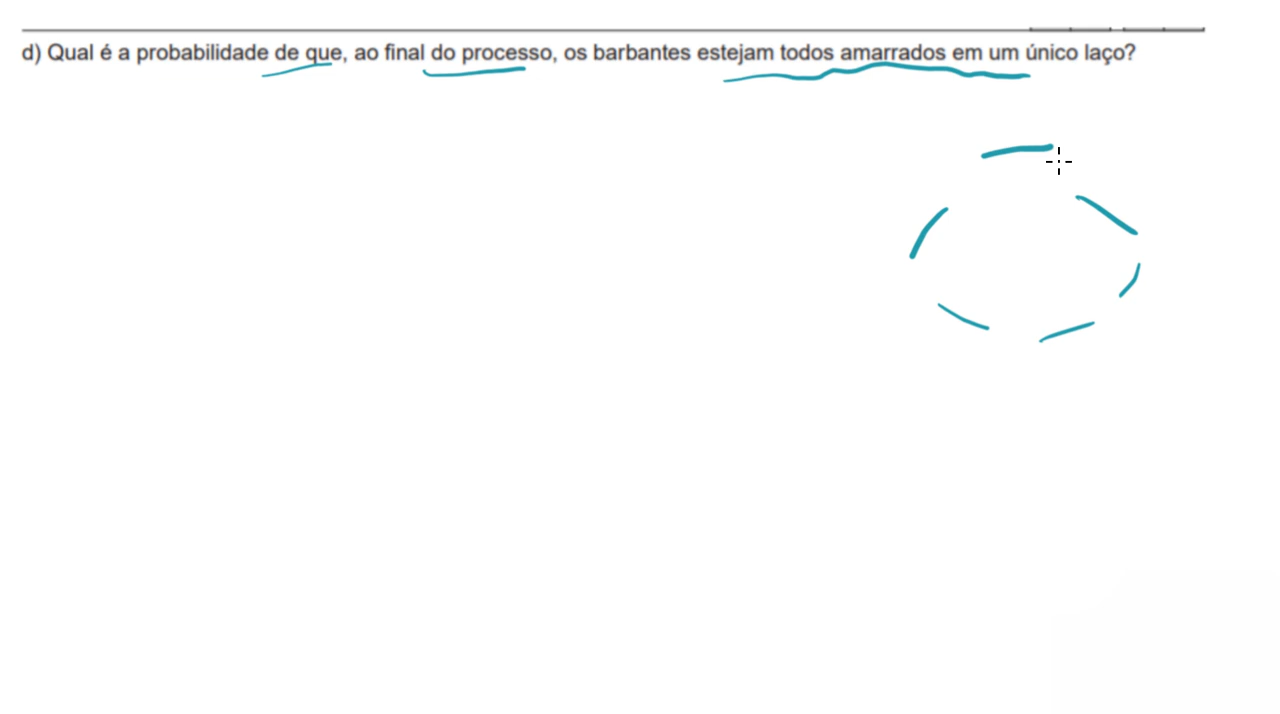 d) Qual é a probabilidade de que, ao final do processo, os barbantes estejam todos amarrados em um único laço?